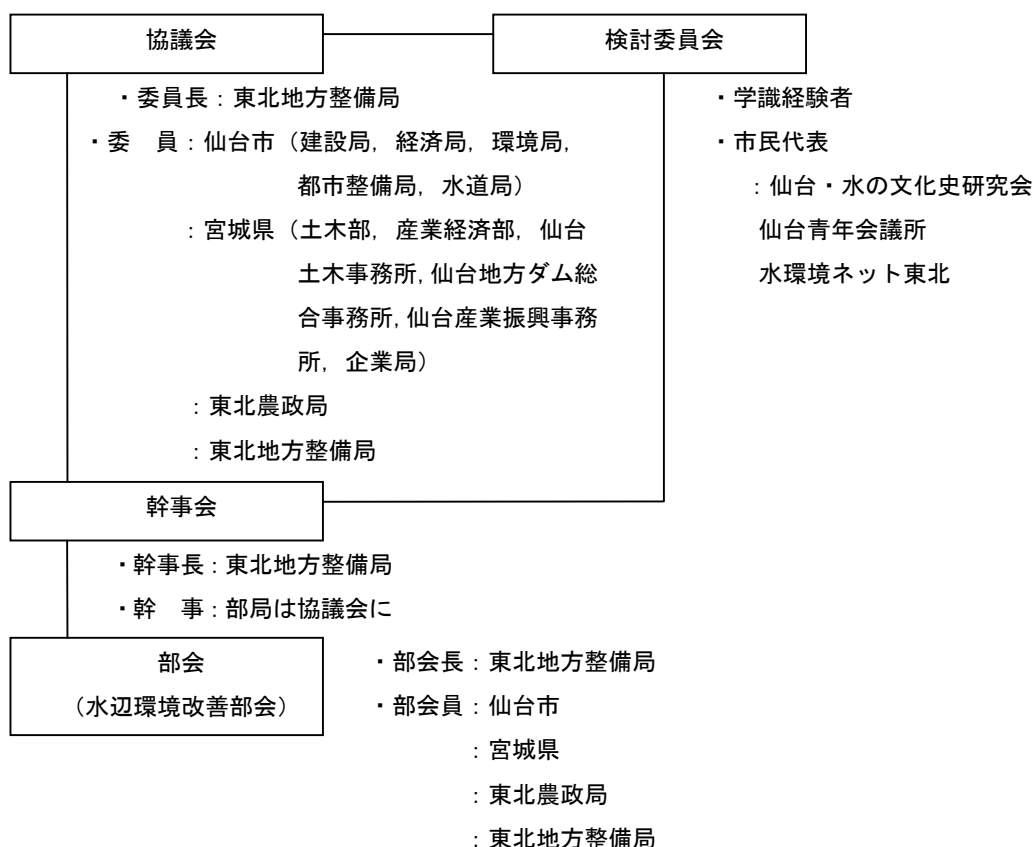 協議会
検討委員会
・委員長：東北地方整備局
・委　員：仙台市（建設局，経済局，環境局，
都市整備局，水道局）
：宮城県（土木部，産業経済部，仙台
土木事務所,仙台地方ダム総
合事務所,仙台産業振興事務
所，企業局）
：東北農政局
：東北地方整備局
・学識経験者
・市民代表
：仙台・水の文化史研究会
仙台青年会議所
水環境ネット東北
幹事会
・幹事長：東北地方整備局
・幹　事：部局は協議会に
部会
（水辺環境改善部会）
・部会長：東北地方整備局
・部会員：仙台市
：宮城県
：東北農政局
：東北地方整備局